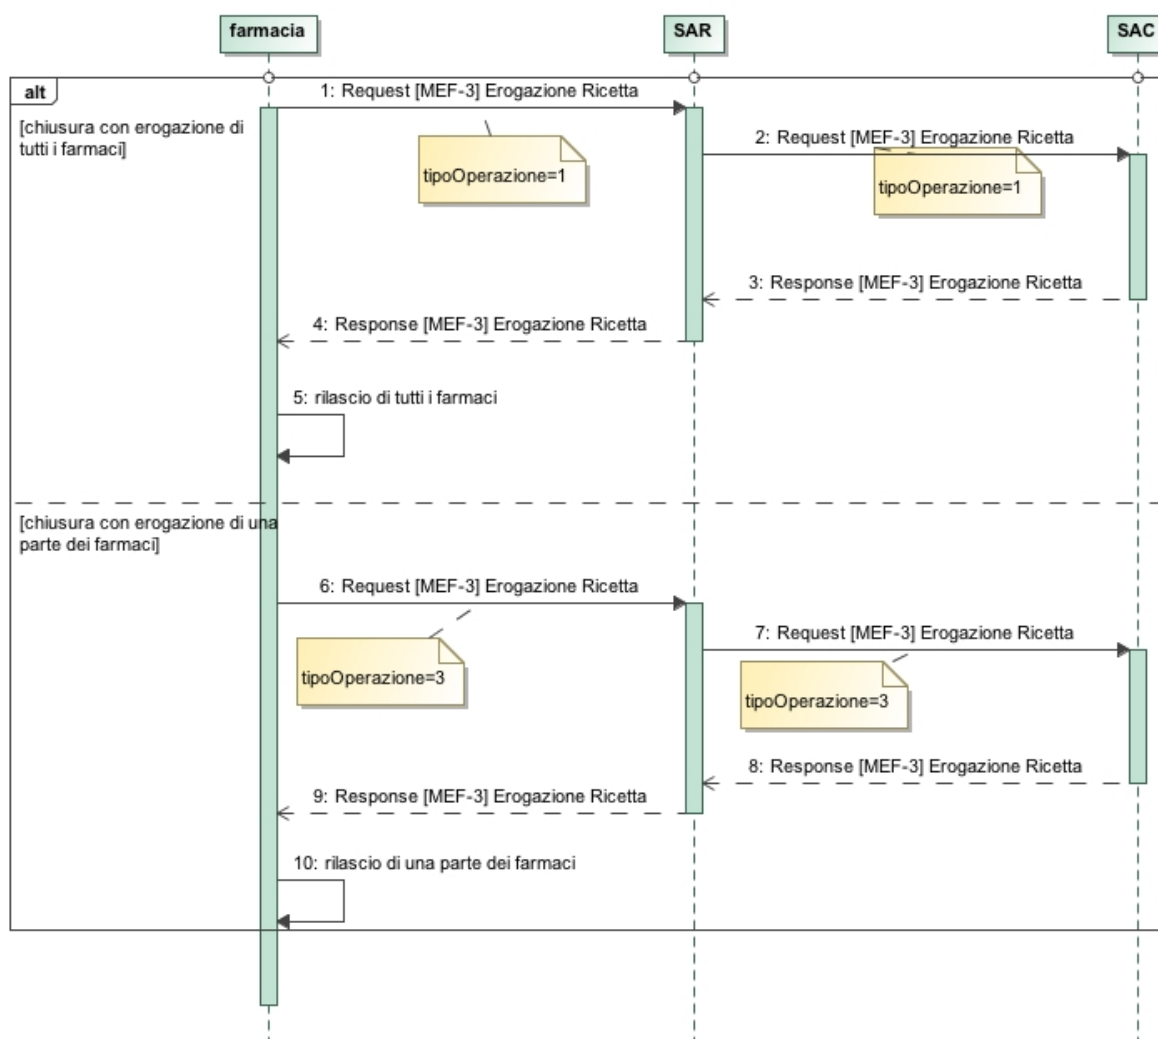 farmacia
SAR
SAC
alt
1: Request [MEF-3] Erogazione Ricetta
[chiusura con erogazione di
tutti i farmaci]
2: Request [MEF-3] Erogazione Ricetta
tipoOperazione=1
tipoOperazione=1
3: Response [MEF-3] Erogazione Ricetta
4: Response [MEF-3] Erogazione Ricetta
5: rilascio di tutti i farmaci
[chiusura con erogazione di una
parte dei farmaci]
6: Request [MEF-3] Erogazione Ricetta
7: Request [MEF-3] Erogazione Ricetta
tipoOperazione=3
tipoOperazione=3
8: Response [MEF-3] Erogazione Ricetta
9: Response [MEF-3] Erogazione Ricetta
10: rilascio di una parte dei farmaci